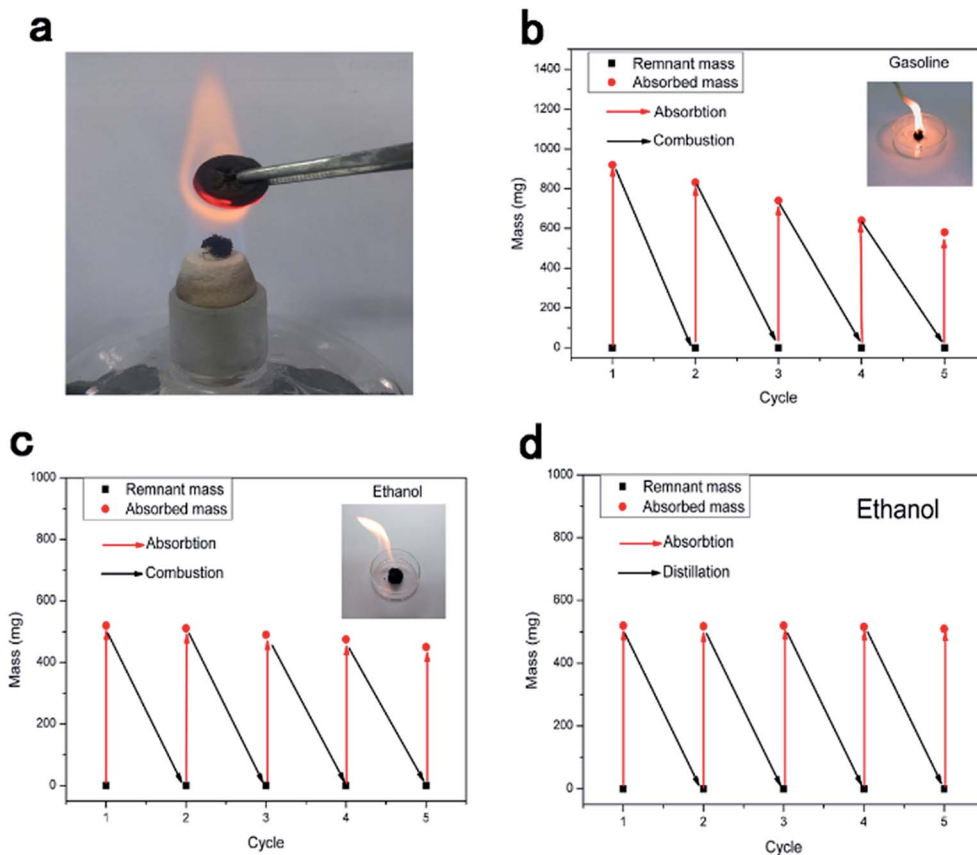 a
b
Remnant mass
Absorbed mass
Absorbtion
Combustion
Gasoline
Mass (mg)
1400
1200
1000
800
600
400
200
0
1 2 3 4 5
Cycle
c
Remnant mass
Absorbed mass
Absorbtion
Combustion
Ethanol
Mass (mg)
1000
800
600
400
200
0
1 2 3 4 5
Cycle
d
Remnant mass
Absorbed mass
Absorbtion
Distillation
Ethanol
Mass (mg)
1000
800
600
400
200
0
1 2 3 4 5
Cycle